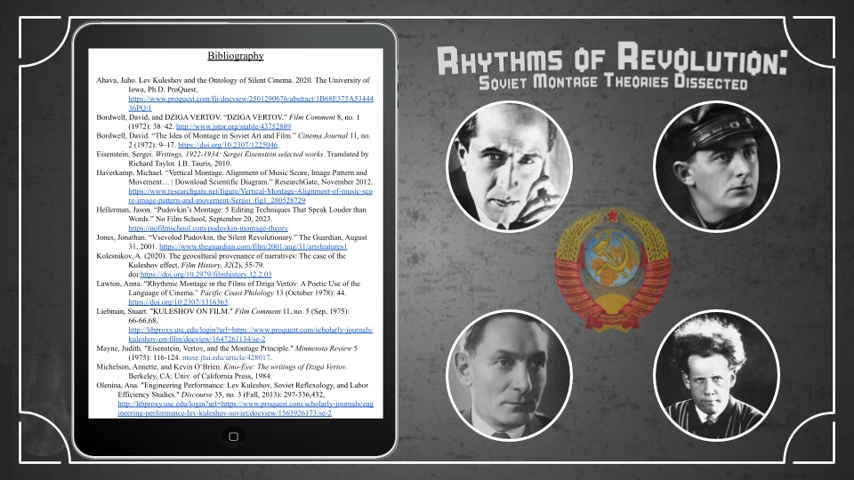 Bibliography
Ahava, Juho. Lev Kuleshov and the Ontology of Silent Cinema. 2020. The University of
Iowa, Ph.D. ProQuest,
https://www.proquest.com/fii/docview/2501290676/abstract/1B68E375A53444
36PQ/1
Bordwell, David, and DZIGA VERTOV. “DZIGA VERTOV.” Film Comment 8, no. 1
(1972): 38–42. http://www.jstor.org/stable/43752889
Bordwell, David. “The Idea of Montage in Soviet Art and Film.” Cinema Journal 11, no.
2 (1972): 9–17. https://doi.org/10.2307/1225046.
Eisenstein, Sergei. Writings, 1922-1934: Sergei Eisenstein selected works. Translated by
Richard Taylor. I.B. Tauris, 2010.
Haverkamp, Michael. “Vertical Montage. Alignment of Music Score, Image Pattern and
Movement.... | Download Scientific Diagram.” ResearchGate, November 2012.
https://www.researchgate.net/figure/Vertical-Montage-Alignment-of-music-sco
re-image-pattern-and-movement-Sergei_fig1_280528729
Hellerman, Jason. “Pudovkin’s Montage: 5 Editing Techniques That Speak Louder than
Words.” No Film School, September 20, 2023.
https://nofilmschool.com/pudovkin-montage-theory
Jones, Jonathan. “Vsevolod Pudovkin, the Silent Revolutionary.” The Guardian, August
31, 2001. https://www.theguardian.com/film/2001/aug/31/artsfeatures1
Kolesnikov, A. (2020). The geocultural provenance of narratives: The case of the
Kuleshov effect. Film History, 32(2), 55-79.
doi:https://doi.org/10.2979/filmhistory.32.2.03
Lawton, Anna. “Rhythmic Montage in the Films of Dziga Vertov: A Poetic Use of the
Language of Cinema.” Pacific Coast Philology 13 (October 1978): 44.
https://doi.org/10.2307/1316363.
Liebman, Stuart. "KULESHOV ON FILM." Film Comment 11, no. 5 (Sep, 1975):
66-66,68,
http://libproxy.usc.edu/login?url=https://www.proquest.com/scholarly-journals/
kuleshov-on-film/docview/1647261134/se-2
Mayne, Judith. "Eisenstein, Vertov, and the Montage Principle." Minnesota Review 5
(1975): 116-124. muse.jhu.edu/article/428017.
Michelson, Annette, and Kevin O’Brien. Kino-Eye: The writings of Dziga Vertov.
Berkeley, CA: Univ. of California Press, 1984.
Olenina, Ana. "Engineering Performance: Lev Kuleshov, Soviet Reflexology, and Labor
Efficiency Studies." Discourse 35, no. 3 (Fall, 2013): 297-336,432,
http://libproxy.usc.edu/login?url=https://www.proquest.com/scholarly-journals/eng
ineering-performance-lev-kuleshov-soviet/docview/1563926173/se-2
Rhythms of Revolution:
Soviet Montage Theories Dissected